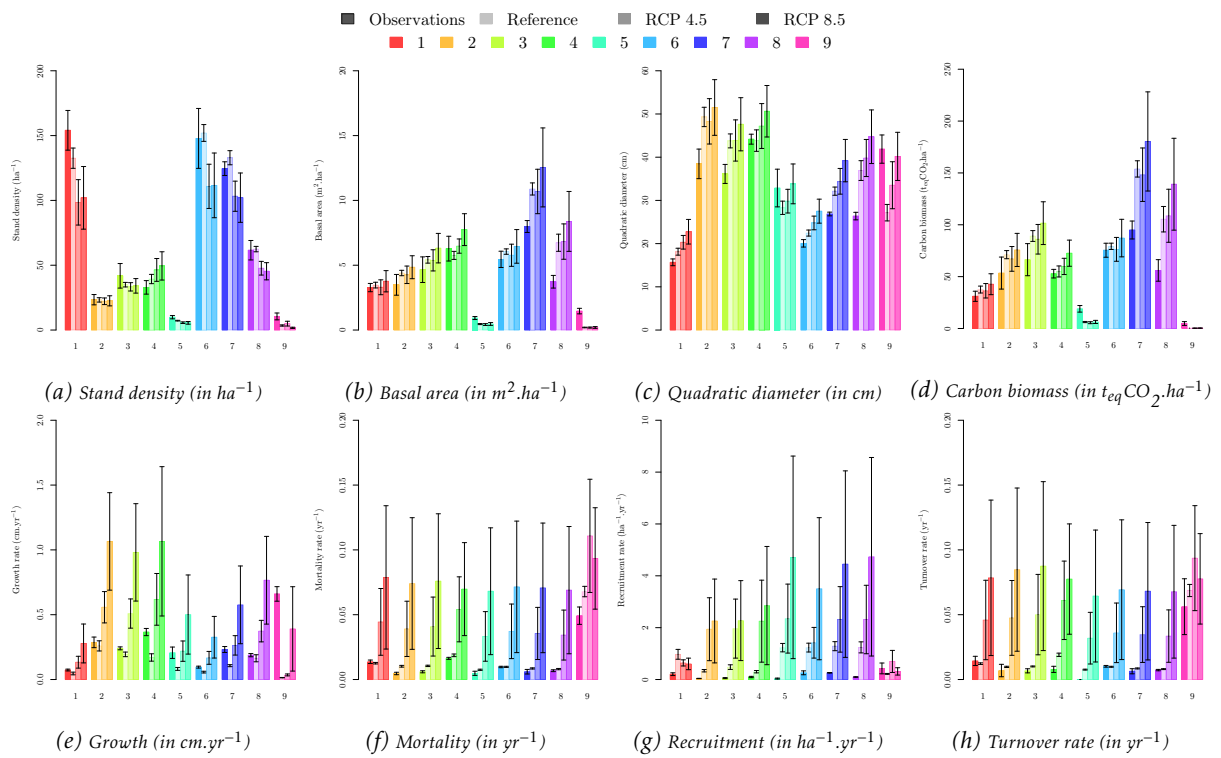 Observations Reference RCP 4.5 RCP 8.5
1 2 3 4 5 6 7 8 9
Stand density (ha⁻¹)
0 50 100 150 200
1 2 3 4 5 6 7 8 9
(a) Stand density (in ha⁻¹)
Basal area (m².ha⁻¹)
0 5 10 15 20
1 2 3 4 5 6 7 8 9
(b) Basal area (in m².ha⁻¹)
Quadratic diameter (cm)
0 10 20 30 40 50 60
1 2 3 4 5 6 7 8 9
(c) Quadratic diameter (in cm)
Carbon biomass (t_eqCO₂.ha⁻¹)
0 50 100 150 200 250
1 2 3 4 5 6 7 8 9
(d) Carbon biomass (in t_eqCO₂.ha⁻¹)
Growth rate (cm.yr⁻¹)
0.0 0.5 1.0 1.5 2.0
1 2 3 4 5 6 7 8 9
(e) Growth (in cm.yr⁻¹)
Mortality rate (yr⁻¹)
0.00 0.05 0.10 0.15 0.20
1 2 3 4 5 6 7 8 9
(f) Mortality (in yr⁻¹)
Recruitment rate (ha⁻¹.yr⁻¹)
0 2 4 6 8 10
1 2 3 4 5 6 7 8 9
(g) Recruitment (in ha⁻¹.yr⁻¹)
Turnover rate (yr⁻¹)
0.00 0.05 0.10 0.15 0.20
1 2 3 4 5 6 7 8 9
(h) Turnover rate (in yr⁻¹)